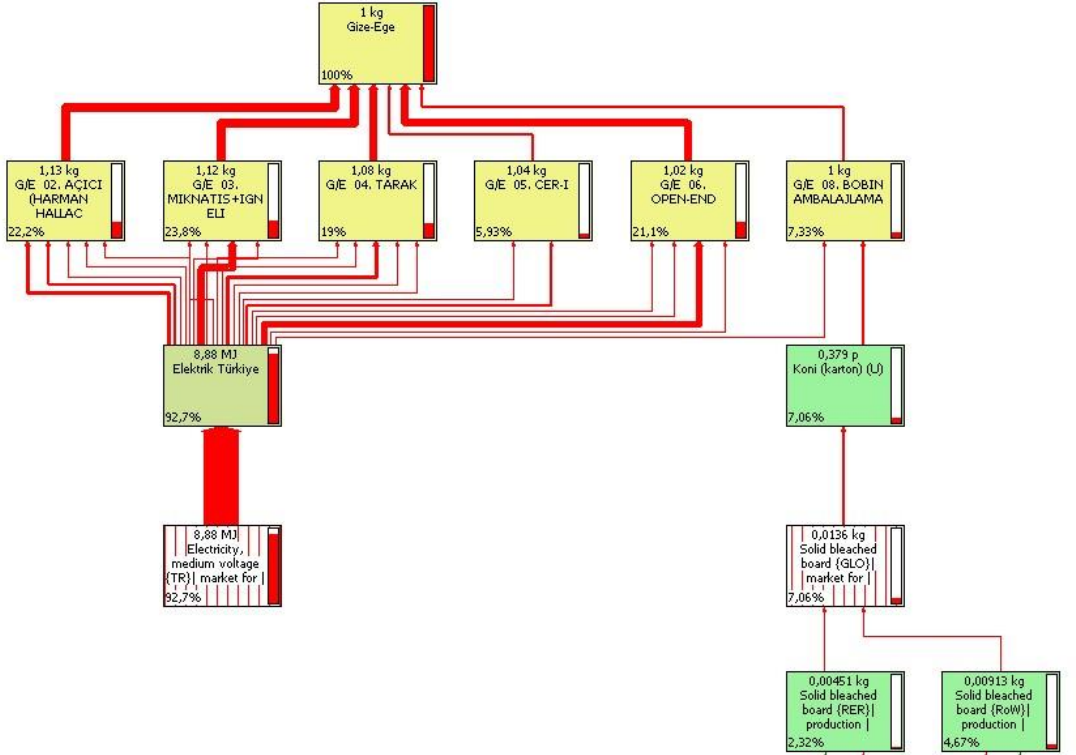 1 kg
Gize-Ege
100%
1,13 kg
G/E 02. AÇICI
(HARMAN
HALLAC
22,2%
1,12 kg
G/E 03.
MIKNATIS+IGN
ELI
23,8%
1,08 kg
G/E 04. TARAK
19%
1,04 kg
G/E 05. CER-I
5,93%
1,02 kg
G/E 06.
OPEN-END
21,1%
1 kg
G/E 08. BOBIN
AMBALAJLAMA
7,33%
8,88 MJ
Elektrik Türkiye
92,7%
0,379 p
Koni (karton) (U)
7,06%
8,88 MJ
Electricity,
medium voltage
{TR}| market for |
92,7%
0,0136 kg
Solid bleached
board {GLO}|
market for |
7,06%
0,00451 kg
Solid bleached
board {RER}|
production |
2,32%
0,00913 kg
Solid bleached
board {RoW}|
production |
4,67%